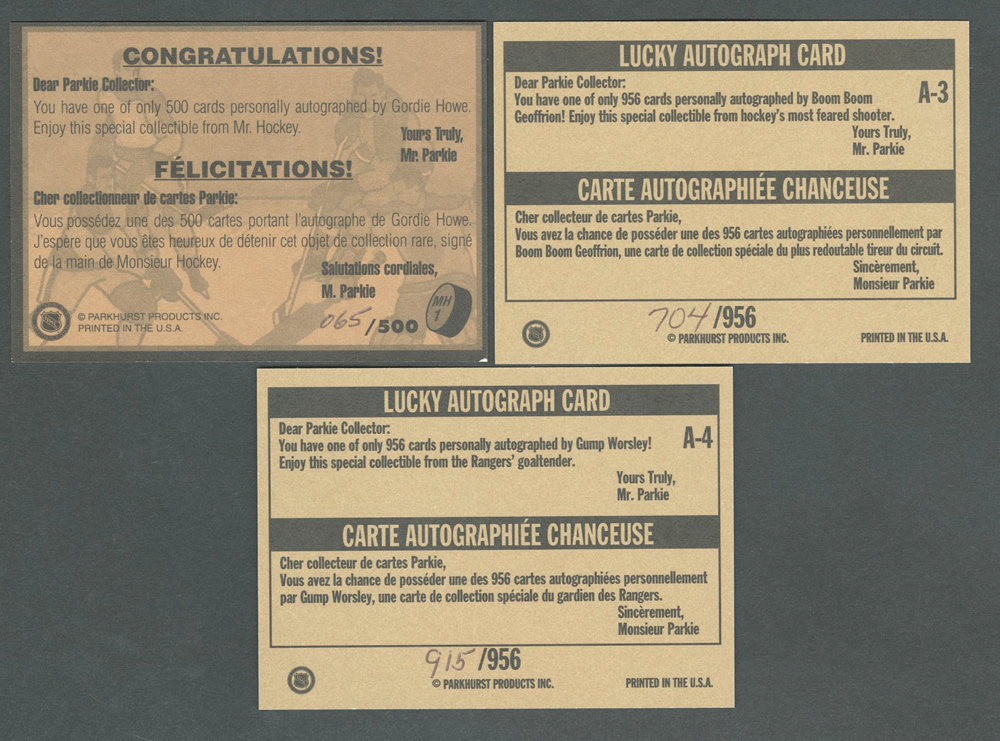 CONGRATULATIONS!
Dear Parkie Collector:
You have one of only 500 cards personally autographed by Gordie Howe.
Enjoy this special collectible from Mr. Hockey.
Yours Truly,
Mr. Parkie
FÉLICITATIONS!
Cher collectionneur de cartes Parkie:
Vous possédez une des 500 cartes portant l'autographe de Gordie Howe.
J'espère que vous êtes heureux de détenir cet objet de collection rare, signé
de la main de Monsieur Hockey.
Salutations cordiales,
M. Parkie
MH
1
© PARKHURST PRODUCTS INC.
PRINTED IN THE U.S.A.
065/500
LUCKY AUTOGRAPH CARD
Dear Parkie Collector:
A-3
You have one of only 956 cards personally autographed by Boom Boom
Geoffrion! Enjoy this special collectible from hockey's most feared shooter.
Yours Truly,
Mr. Parkie
CARTE AUTOGRAPHIÉE CHANCEUSE
Cher collecteur de cartes Parkie,
Vous avez la chance de posséder une des 956 cartes autographiées personnellement par
Boom Boom Geoffrion, une carte de collection spéciale du plus redoutable tireur du circuit.
Sincèrement,
Monsieur Parkie
704/956
© PARKHURST PRODUCTS INC.
PRINTED IN THE U.S.A.
LUCKY AUTOGRAPH CARD
Dear Parkie Collector:
A-4
You have one of only 956 cards personally autographed by Gump Worsley!
Enjoy this special collectible from the Rangers' goaltender.
Yours Truly,
Mr. Parkie
CARTE AUTOGRAPHIÉE CHANCEUSE
Cher collecteur de cartes Parkie,
Vous avez la chance de posséder une des 956 cartes autographiées personnellement
par Gump Worsley, une carte de collection spéciale du gardien des Rangers.
Sincèrement,
Monsieur Parkie
915/956
© PARKHURST PRODUCTS INC.
PRINTED IN THE U.S.A.